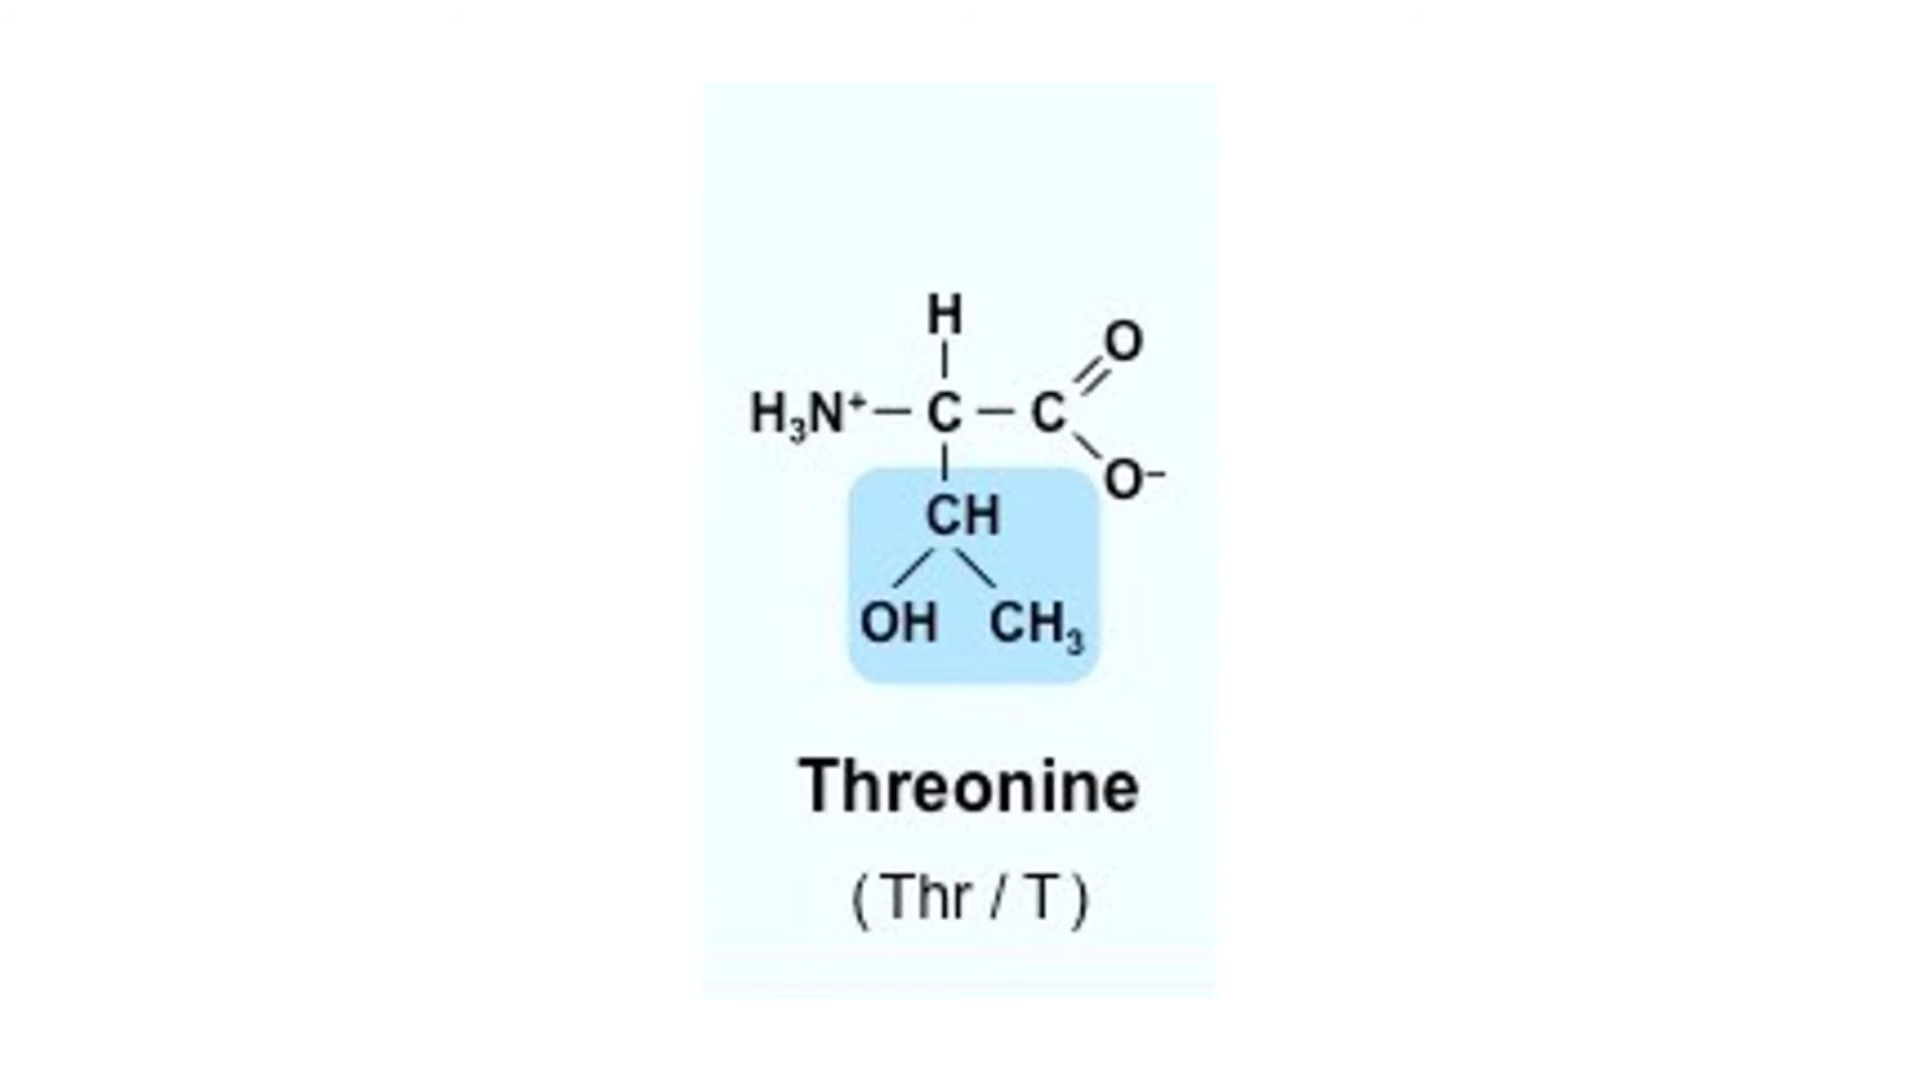 H
O
H₃N⁺ – C – C
O⁻
CH
OH CH₃
Threonine
(Thr / T)